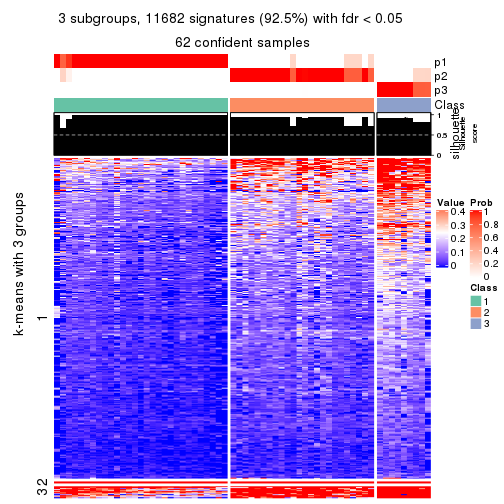 3 subgroups, 11682 signatures (92.5%) with fdr < 0.05
62 confident samples
p1
p2
p3
Class
1
0.5
0
silhouette
Silhouette
score
k-means with 3 groups
1
2
3
Value
0.4
0.3
0.2
0.1
0
Prob
1
0.8
0.6
0.4
0.2
0
Class
1
2
3